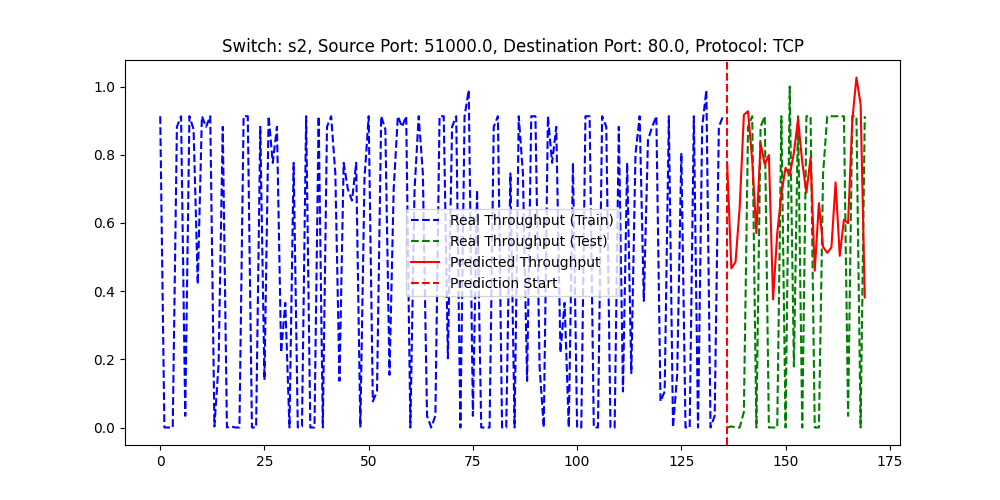 Switch: s2, Source Port: 51000.0, Destination Port: 80.0, Protocol: TCP
1.0
0.8
0.6
0.4
0.2
0.0
Real Throughput (Train)
Real Throughput (Test)
Predicted Throughput
Prediction Start
0 25 50 75 100 125 150 175